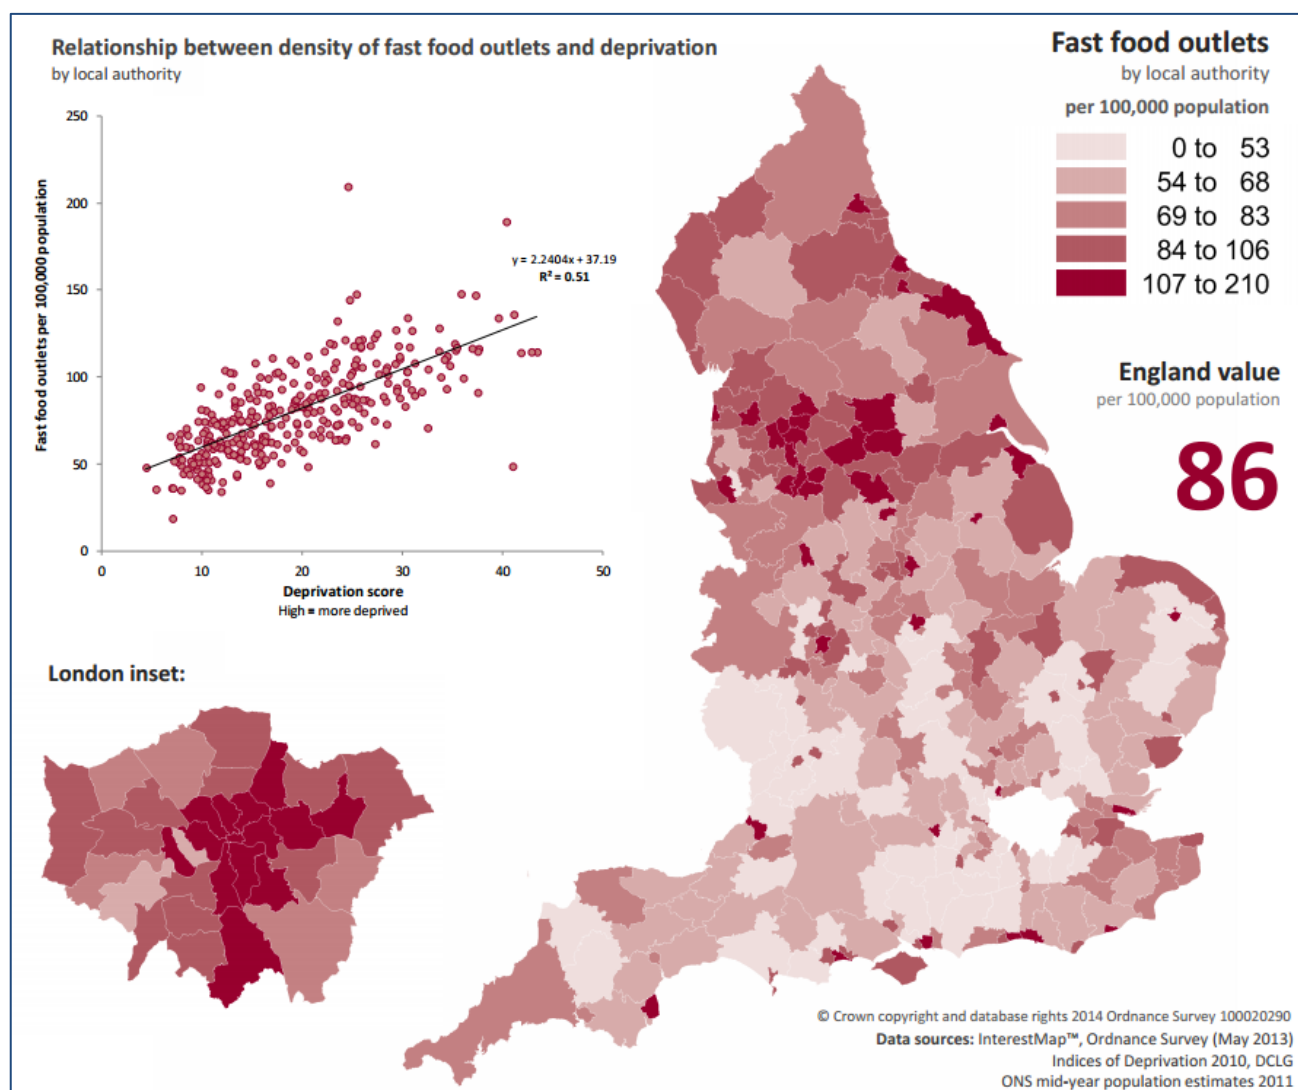 Relationship between density of fast food outlets and deprivation
by local authority
Fast food outlets per 100,000 population
250
200
150
100
50
0
y = 2.2404x + 37.19
R² = 0.51
0 10 20 30 40 50
Deprivation score
High = more deprived
Fast food outlets
by local authority
per 100,000 population
0 to 53
54 to 68
69 to 83
84 to 106
107 to 210
England value
per 100,000 population
86
London inset:
© Crown copyright and database rights 2014 Ordnance Survey 100020290
Data sources: InterestMap™, Ordnance Survey (May 2013)
Indices of Deprivation 2010, DCLG
ONS mid-year population estimates 2011